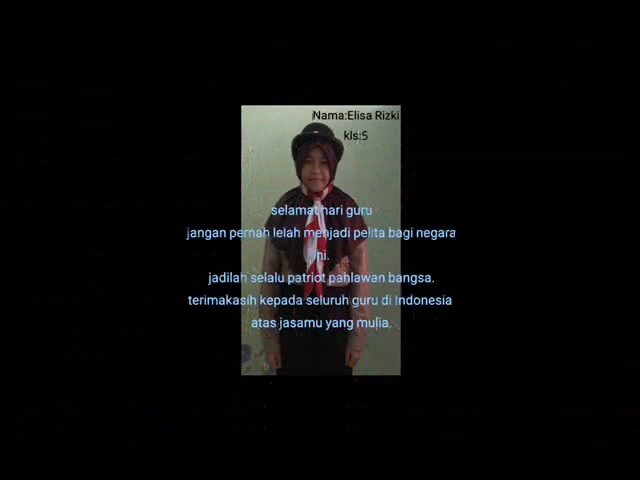 Nama:Elisa Rizki
kls:5
selamat hari guru
jangan pernah lelah menjadi pelita bagi negara
ini.
jadilah selalu patriot pahlawan bangsa.
terimakasih kepada seluruh guru di Indonesia
atas jasamu yang mulia.